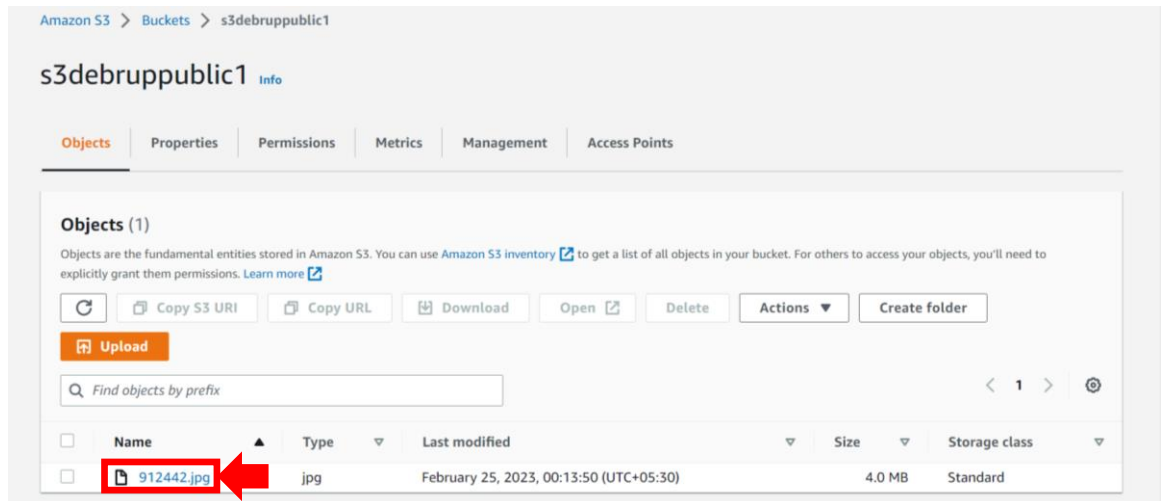 Amazon S3 > Buckets > s3debruppublic1
s3debruppublic1 Info
Objects Properties Permissions Metrics Management Access Points
Objects (1)
Objects are the fundamental entities stored in Amazon S3. You can use Amazon S3 inventory to get a list of all objects in your bucket. For others to access your objects, you'll need to
explicitly grant them permissions. Learn more
Copy S3 URI Copy URL Download Open Delete Actions Create folder
Upload
Find objects by prefix
< 1 >
Name Type Last modified Size Storage class
912442.jpg jpg February 25, 2023, 00:13:50 (UTC+05:30) 4.0 MB Standard